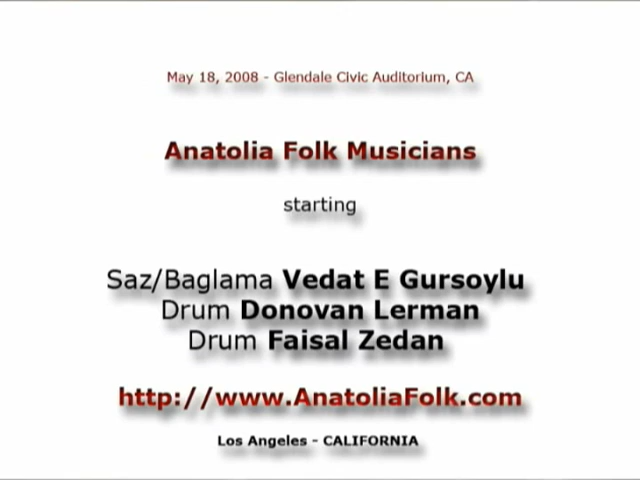 May 18, 2008 - Glendale Civic Auditorium, CA
Anatolia Folk Musicians
starting
Saz/Baglama Vedat E Gursoylu
Drum Donovan Lerman
Drum Faisal Zedan
http://www.AnatoliaFolk.com
Los Angeles - CALIFORNIA